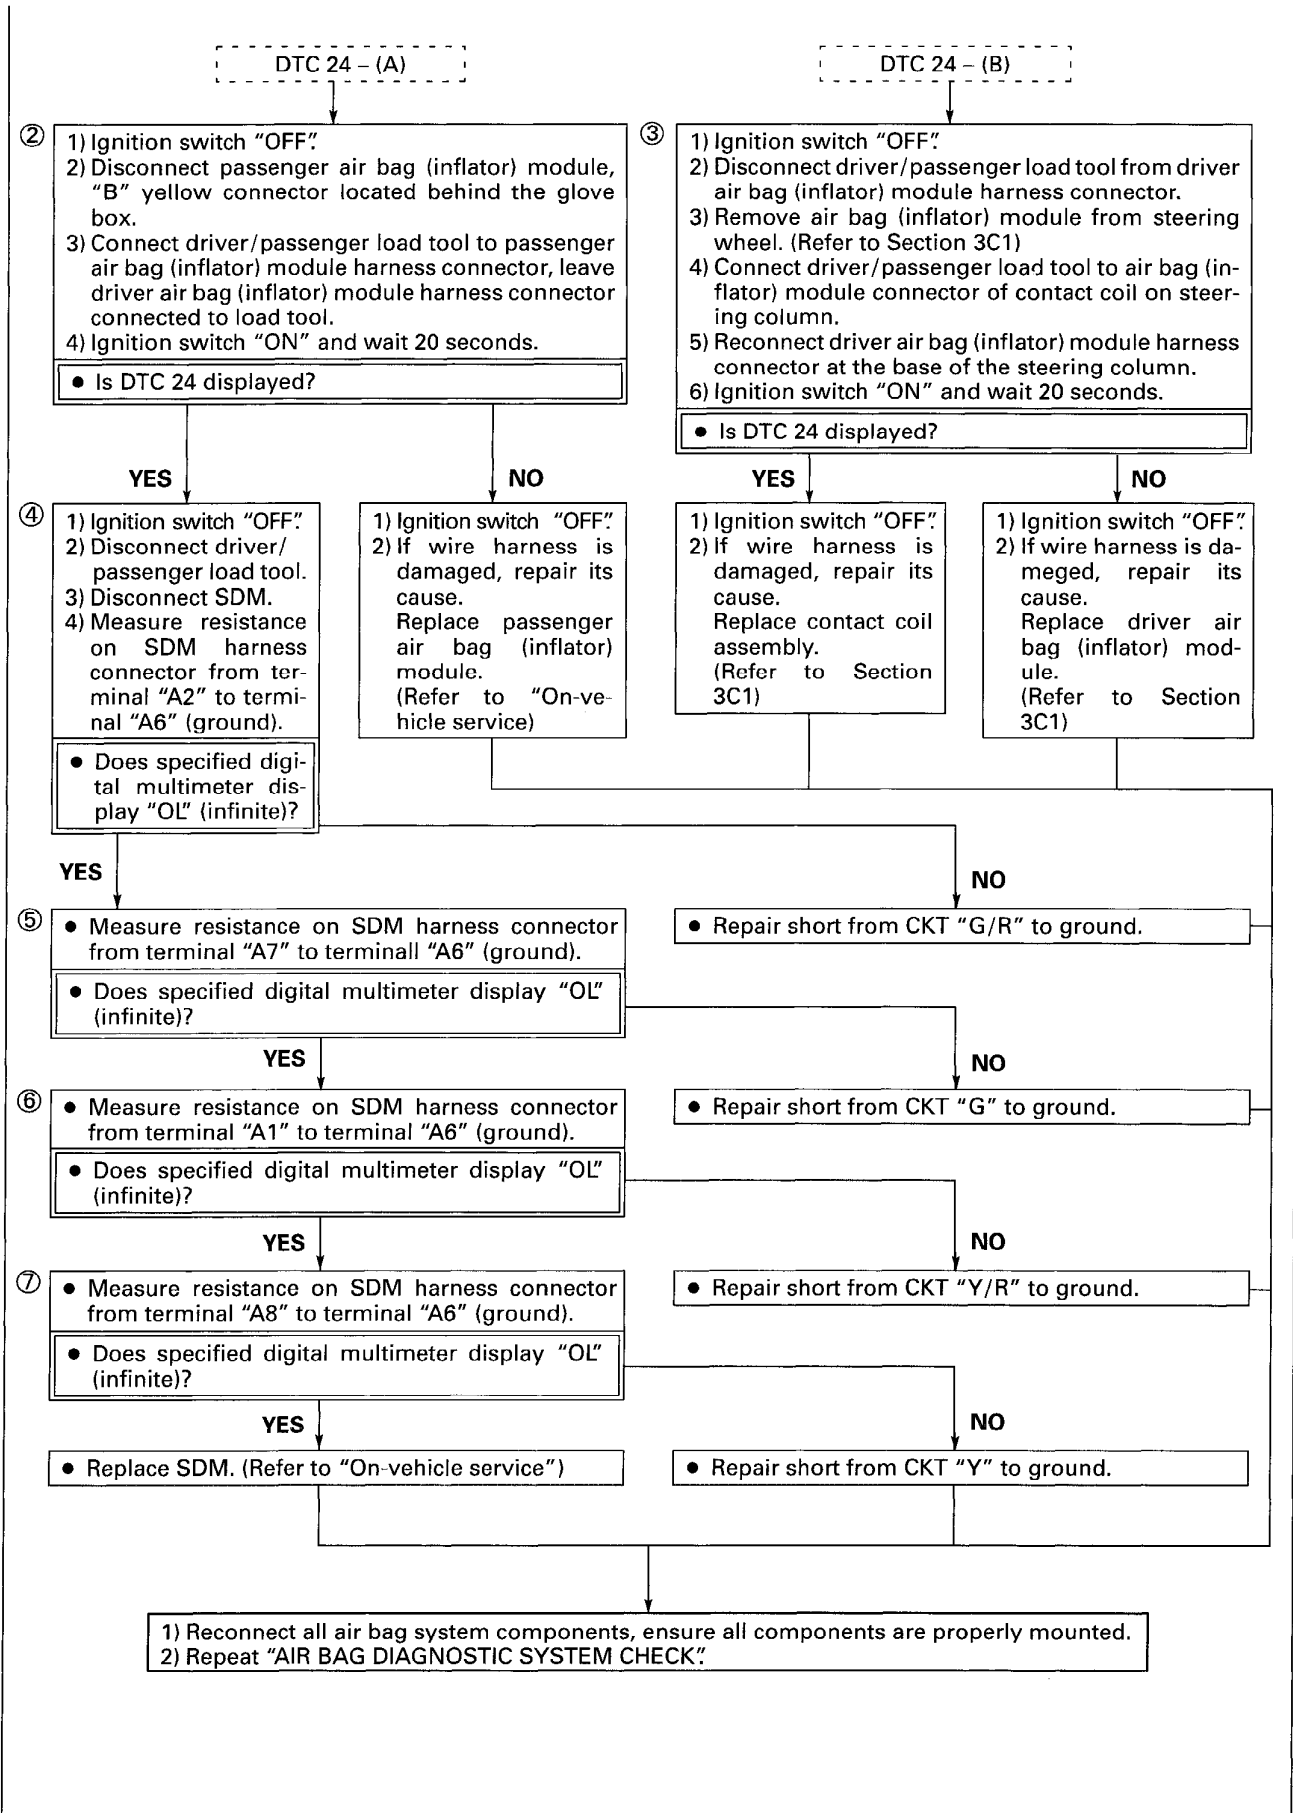 DTC 24 – (A)
DTC 24 – (B)
②
1) Ignition switch “OFF”.
2) Disconnect passenger air bag (inflator) module,
“B” yellow connector located behind the glove
box.
3) Connect driver/passenger load tool to passenger
air bag (inflator) module harness connector, leave
driver air bag (inflator) module harness connector
connected to load tool.
4) Ignition switch “ON” and wait 20 seconds.
● Is DTC 24 displayed?
③
1) Ignition switch “OFF”.
2) Disconnect driver/passenger load tool from driver
air bag (inflator) module harness connector.
3) Remove air bag (inflator) module from steering
wheel. (Refer to Section 3C1)
4) Connect driver/passenger load tool to air bag (in-
flator) module connector of contact coil on steer-
ing column.
5) Reconnect driver air bag (inflator) module harness
connector at the base of the steering column.
6) Ignition switch “ON” and wait 20 seconds.
● Is DTC 24 displayed?
YES
NO
YES
NO
④
1) Ignition switch “OFF”.
2) Disconnect driver/
passenger load tool.
3) Disconnect SDM.
4) Measure resistance
on SDM harness
connector from ter-
minal “A2” to termi-
nal “A6” (ground).
● Does specified digi-
tal multimeter dis-
play “OL” (infinite)?
1) Ignition switch “OFF”.
2) If wire harness is
damaged, repair its
cause.
Replace passenger
air bag (inflator)
module.
(Refer to “On-ve-
hicle service)
1) Ignition switch “OFF”.
2) If wire harness is
damaged, repair its
cause.
Replace contact coil
assembly.
(Refer to Section
3C1)
1) Ignition switch “OFF”.
2) If wire harness is da-
meged, repair its
cause.
Replace driver air
bag (inflator) mod-
ule.
(Refer to Section
3C1)
YES
NO
⑤
● Measure resistance on SDM harness connector
from terminal “A7” to terminall “A6” (ground).
● Does specified digital multimeter display “OL”
(infinite)?
● Repair short from CKT “G/R” to ground.
YES
NO
⑥
● Measure resistance on SDM harness connector
from terminal “A1” to terminal “A6” (ground).
● Does specified digital multimeter display “OL”
(infinite)?
● Repair short from CKT “G” to ground.
YES
NO
⑦
● Measure resistance on SDM harness connector
from terminal “A8” to terminal “A6” (ground).
● Does specified digital multimeter display “OL”
(infinite)?
● Repair short from CKT “Y/R” to ground.
YES
NO
● Replace SDM. (Refer to “On-vehicle service”)
● Repair short from CKT “Y” to ground.
1) Reconnect all air bag system components, ensure all components are properly mounted.
2) Repeat “AIR BAG DIAGNOSTIC SYSTEM CHECK”.